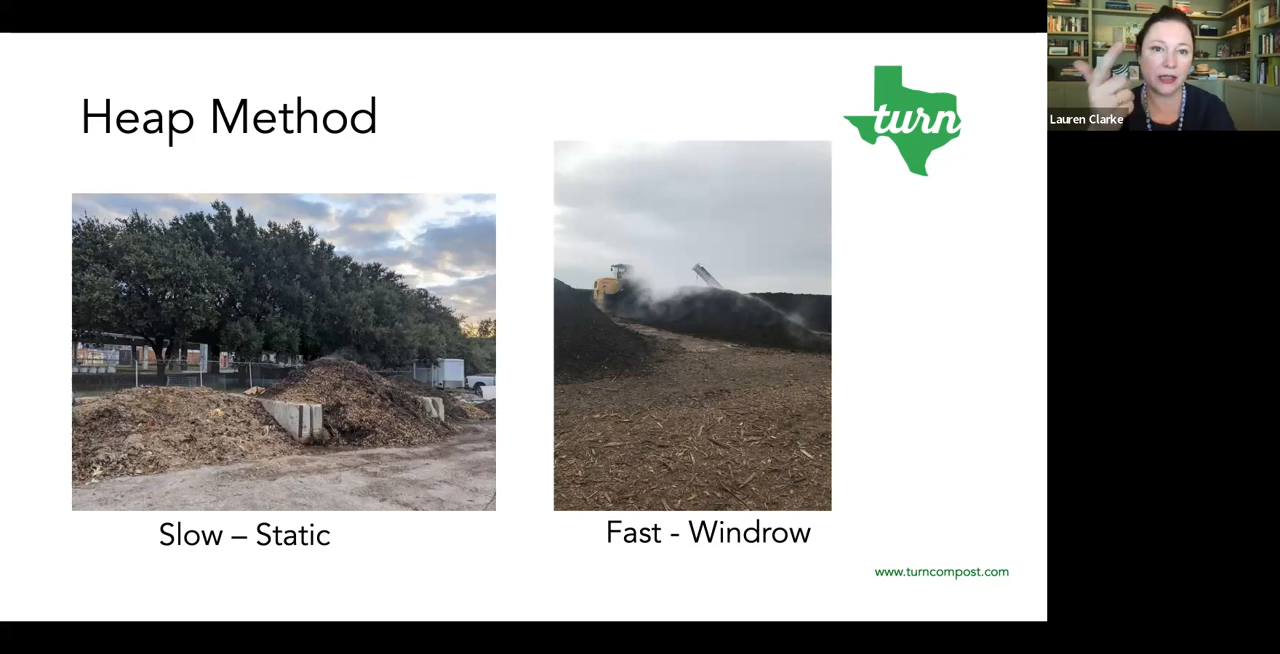 Heap Method
turn
Lauren Clarke
Slow – Static
Fast - Windrow
www.turncompost.com